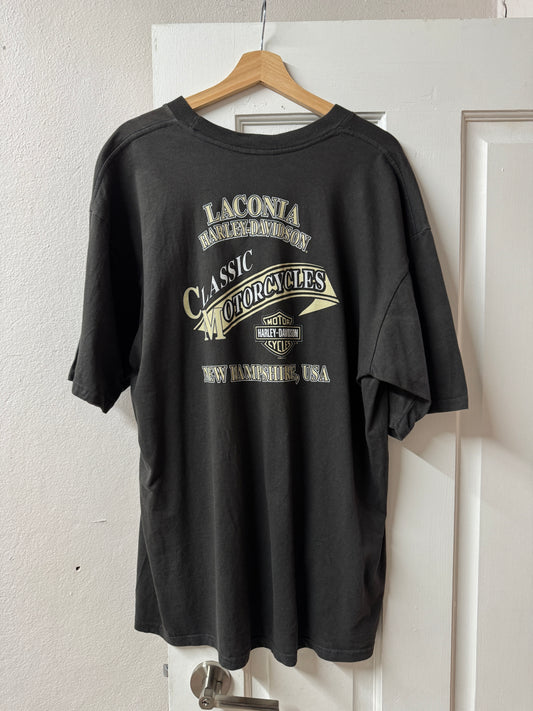 LACONIA
HARLEY-DAVIDSON
CLASSIC
MOTORCYCLES
MOTOR
HARLEY-DAVIDSON
CYCLES
NEW HAMPSHIRE, USA